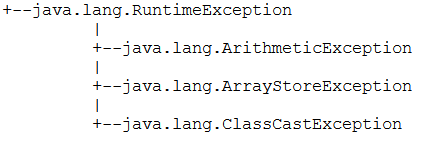 +--java.lang.RuntimeException
|
+--java.lang.ArithmeticException
|
+--java.lang.ArrayStoreException
|
+--java.lang.ClassCastException